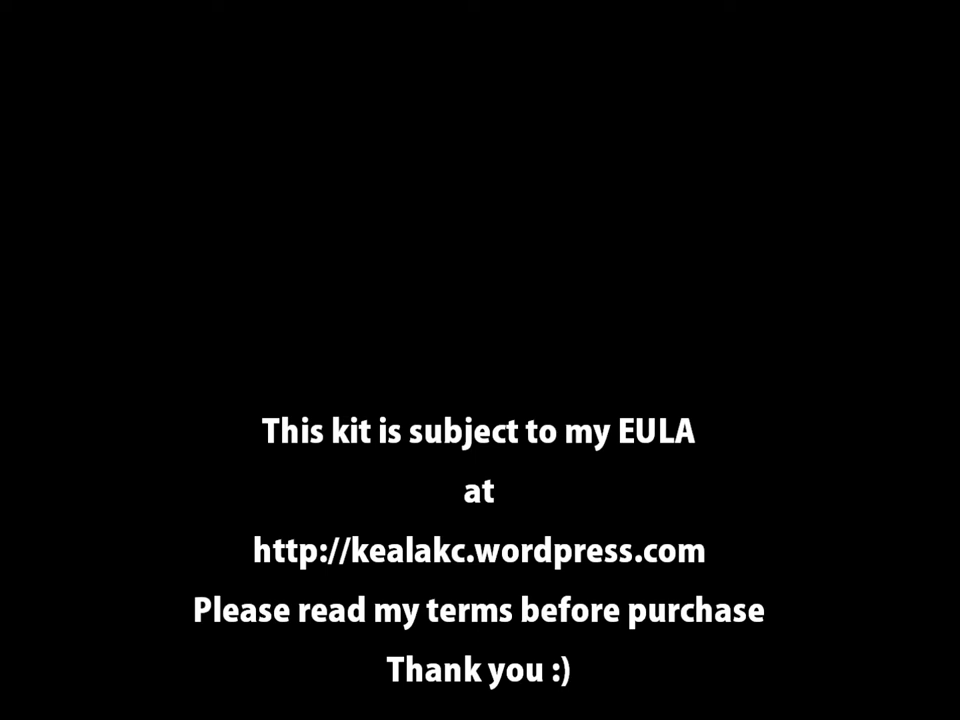 This kit is subject to my EULA
at
http://kealakc.wordpress.com
Please read my terms before purchase
Thank you :)